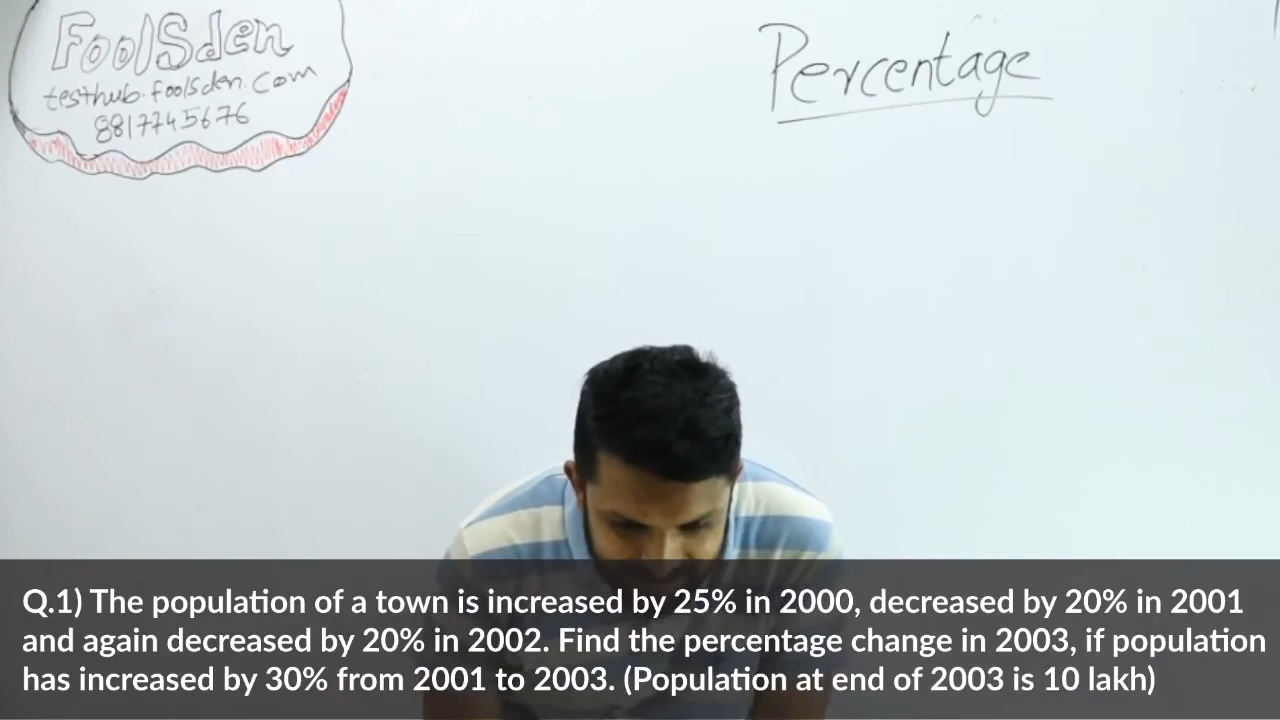 FoolSden
testhub.foolsden.com
8817745676
Percentage
Q.1) The population of a town is increased by 25% in 2000, decreased by 20% in 2001
and again decreased by 20% in 2002. Find the percentage change in 2003, if population
has increased by 30% from 2001 to 2003. (Population at end of 2003 is 10 lakh)